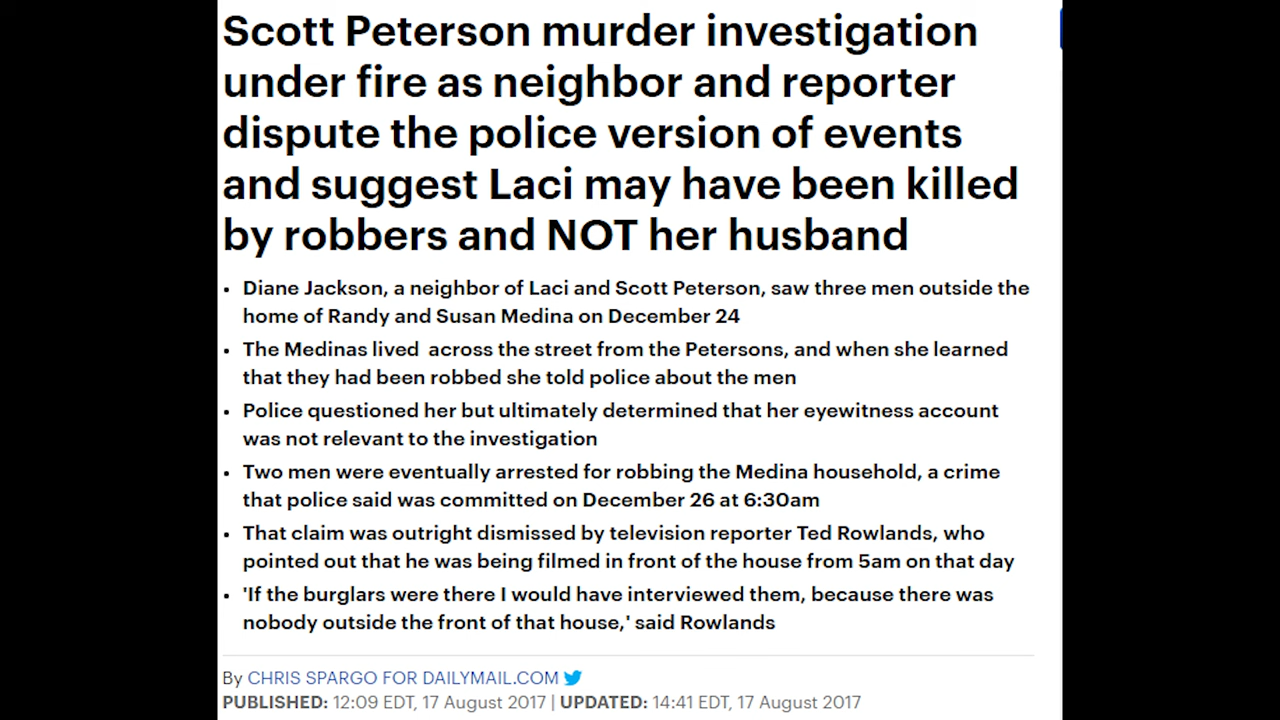 Scott Peterson murder investigation
under fire as neighbor and reporter
dispute the police version of events
and suggest Laci may have been killed
by robbers and NOT her husband
• Diane Jackson, a neighbor of Laci and Scott Peterson, saw three men outside the
home of Randy and Susan Medina on December 24
• The Medinas lived across the street from the Petersons, and when she learned
that they had been robbed she told police about the men
• Police questioned her but ultimately determined that her eyewitness account
was not relevant to the investigation
• Two men were eventually arrested for robbing the Medina household, a crime
that police said was committed on December 26 at 6:30am
• That claim was outright dismissed by television reporter Ted Rowlands, who
pointed out that he was being filmed in front of the house from 5am on that day
• 'If the burglars were there I would have interviewed them, because there was
nobody outside the front of that house,' said Rowlands
By CHRIS SPARGO FOR DAILYMAIL.COM
PUBLISHED: 12:09 EDT, 17 August 2017 | UPDATED: 14:41 EDT, 17 August 2017